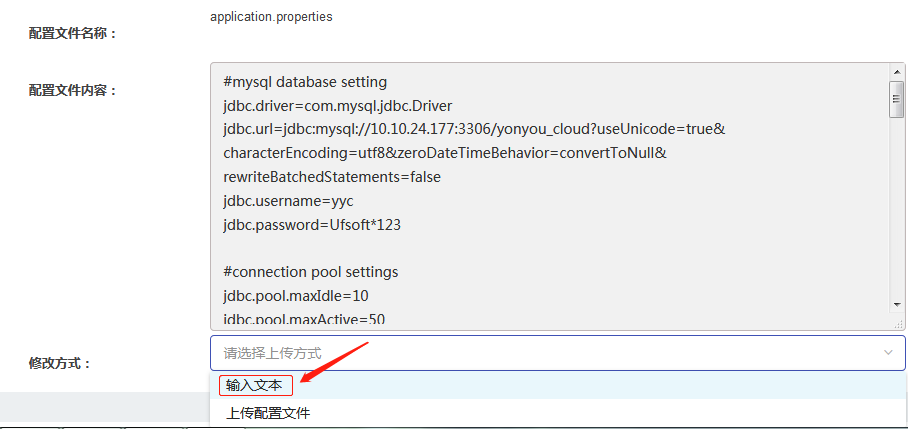 application.properties
配置文件名称：
配置文件内容：
#mysql database setting
jdbc.driver=com.mysql.jdbc.Driver
jdbc.url=jdbc:mysql://10.10.24.177:3306/yonyou_cloud?useUnicode=true&
characterEncoding=utf8&zeroDateTimeBehavior=convertToNull&
rewriteBatchedStatements=false
jdbc.username=yyc
jdbc.password=Ufsoft*123
#connection pool settings
jdbc.pool.maxIdle=10
jdbc.pool.maxActive=50
修改方式：
请选择上传方式
输入文本
上传配置文件